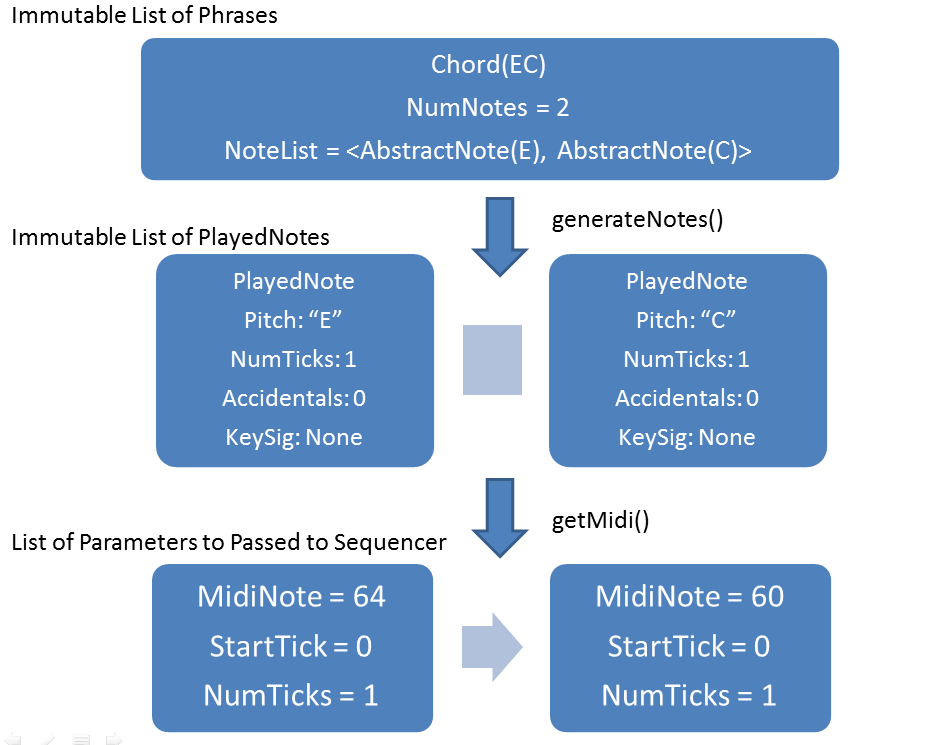 Immutable List of Phrases
Chord(EC)
NumNotes = 2
NoteList = <AbstractNote(E), AbstractNote(C)>
generateNotes()
Immutable List of PlayedNotes
PlayedNote
Pitch: “E”
NumTicks: 1
Accidentals: 0
KeySig: None
PlayedNote
Pitch: “C”
NumTicks: 1
Accidentals: 0
KeySig: None
getMidi()
List of Parameters to Passed to Sequencer
MidiNote = 64
StartTick = 0
NumTicks = 1
MidiNote = 60
StartTick = 0
NumTicks = 1